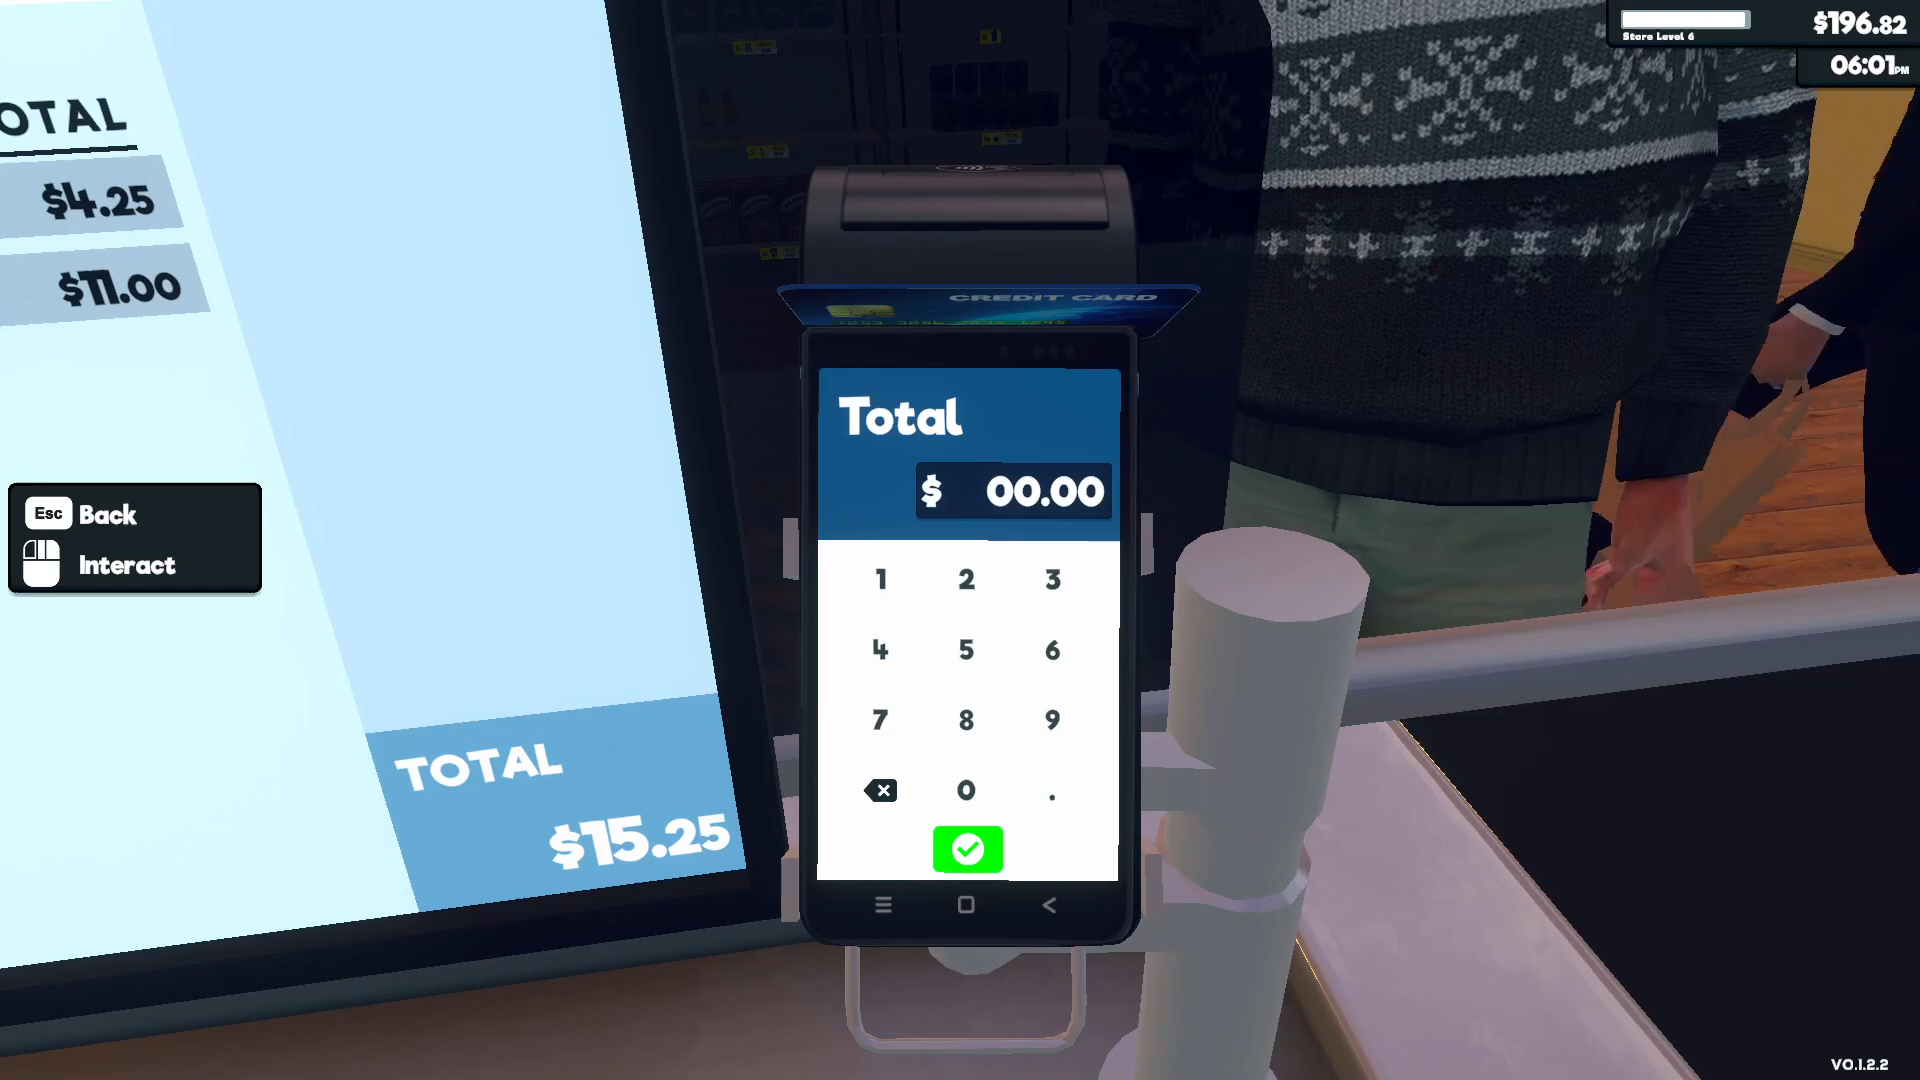 OTAL
$4.25
$11.00
TOTAL
$15.25
Esc Back
Interact
CREDIT CARD
Total
$ 00.00
1 2 3
4 5 6
7 8 9
0 .
$196.82
Store Level 6
06:01PM
V0.1.2.2